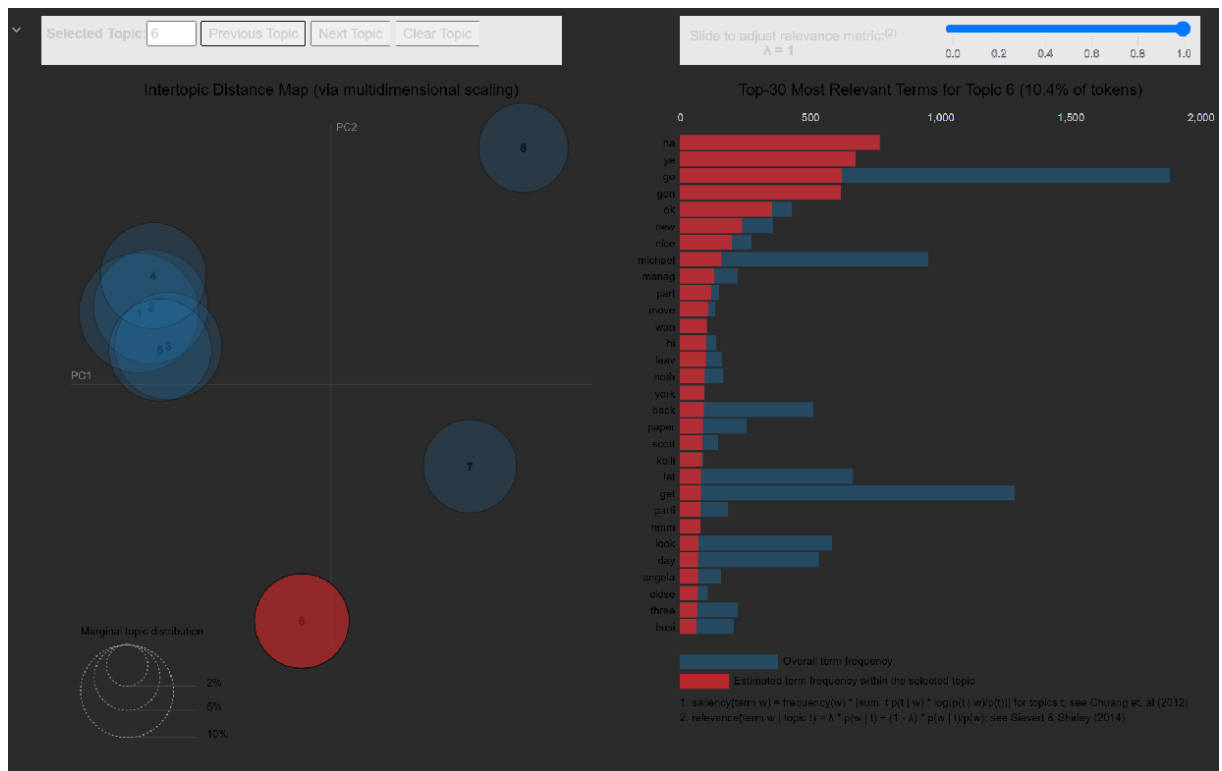 Selected Topic: 6 Previous Topic Next Topic Clear Topic
Slide to adjust relevance metric:(2)
λ = 1
0.0 0.2 0.4 0.6 0.8 1.0
Intertopic Distance Map (via multidimensional scaling)
PC2
PC1
8
4
2
1
3
5
7
6
Marginal topic distribution
2%
5%
10%
Top-30 Most Relevant Terms for Topic 6 (10.4% of tokens)
0 500 1,000 1,500 2,000
na
ye
go
gon
ok
new
nice
michael
manag
part
move
wan
hi
leav
noth
york
back
paper
scott
kelli
let
get
parti
hmm
look
day
angela
close
three
busi
Overall term frequency
Estimated term frequency within the selected topic
1. saliency(term w) = frequency(w) * [sum_t p(t | w) * log(p(t | w)/p(t))] for topics t; see Chuang et. al (2012)
2. relevance(term w | topic t) = λ * p(w | t) + (1 - λ) * p(w | t)/p(w); see Sievert & Shirley (2014)